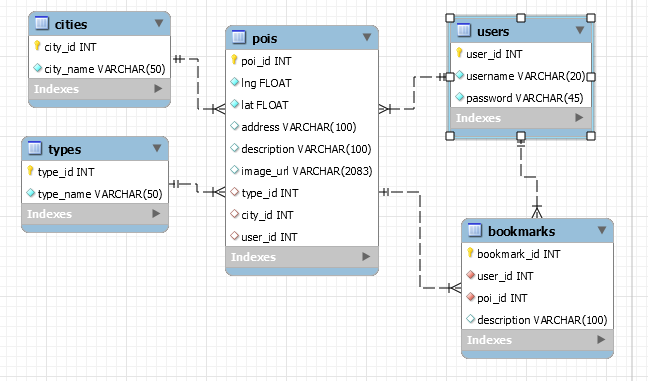 cities
city_id INT
city_name VARCHAR(50)
Indexes
types
type_id INT
type_name VARCHAR(50)
Indexes
pois
poi_id INT
lng FLOAT
lat FLOAT
address VARCHAR(100)
description VARCHAR(100)
image_url VARCHAR(2083)
type_id INT
city_id INT
user_id INT
Indexes
users
user_id INT
username VARCHAR(20)
password VARCHAR(45)
Indexes
bookmarks
bookmark_id INT
user_id INT
poi_id INT
description VARCHAR(100)
Indexes